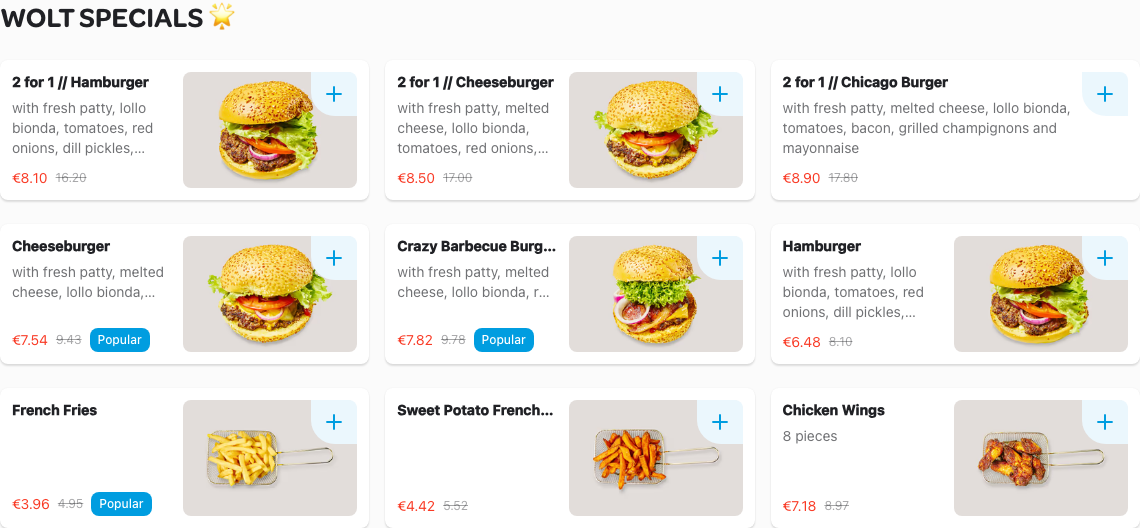 WOLT SPECIALS 🌟
2 for 1 // Hamburger
with fresh patty, lollo
bionda, tomatoes, red
onions, dill pickles,...
€8.10 16.20
2 for 1 // Cheeseburger
with fresh patty, melted
cheese, lollo bionda,
tomatoes, red onions,...
€8.50 17.00
2 for 1 // Chicago Burger
with fresh patty, melted cheese, lollo bionda,
tomatoes, bacon, grilled champignons and
mayonnaise
€8.90 17.80
Cheeseburger
with fresh patty, melted
cheese, lollo bionda,...
€7.54 9.43 Popular
Crazy Barbecue Burg...
with fresh patty, melted
cheese, lollo bionda, r...
€7.82 9.78 Popular
Hamburger
with fresh patty, lollo
bionda, tomatoes, red
onions, dill pickles,...
€6.48 8.10
French Fries
€3.96 4.95 Popular
Sweet Potato French...
€4.42 5.52
Chicken Wings
8 pieces
€7.18 8.97